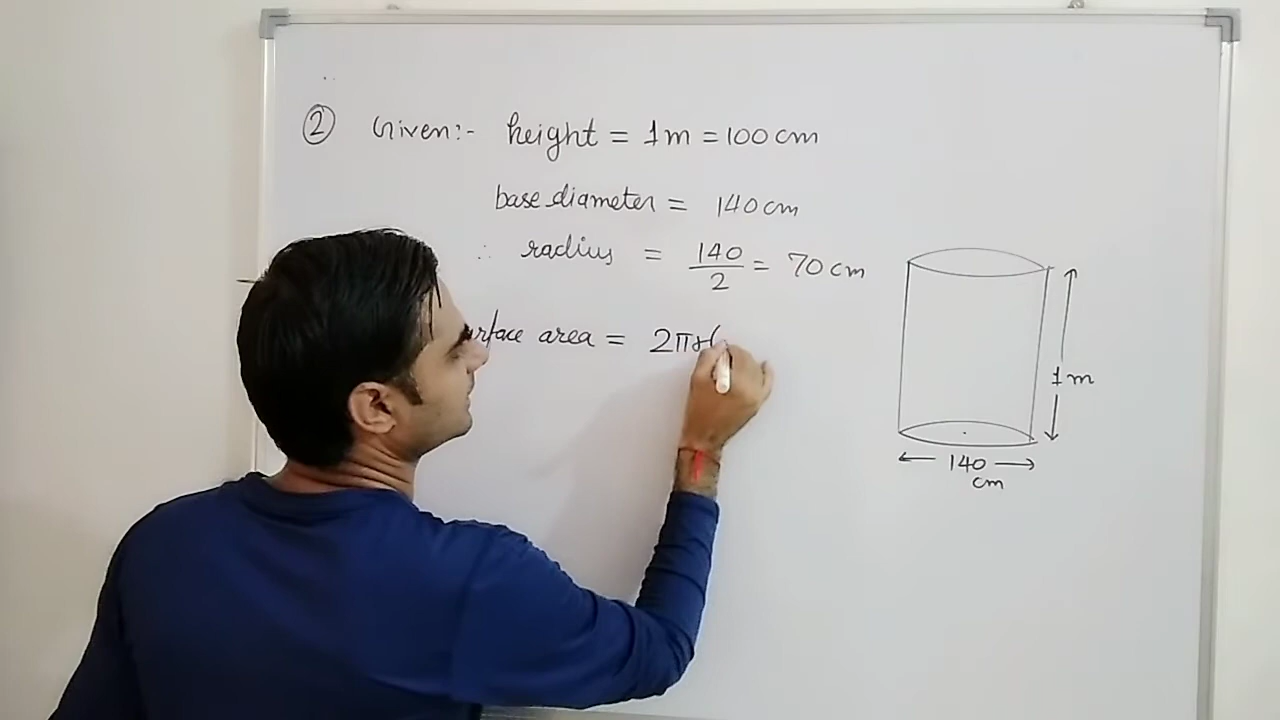 ② Given:- height = 1m = 100 cm
base diameter = 140 cm
∴ radius = 140/2 = 70 cm
area = 2πr(
1 m
140
cm